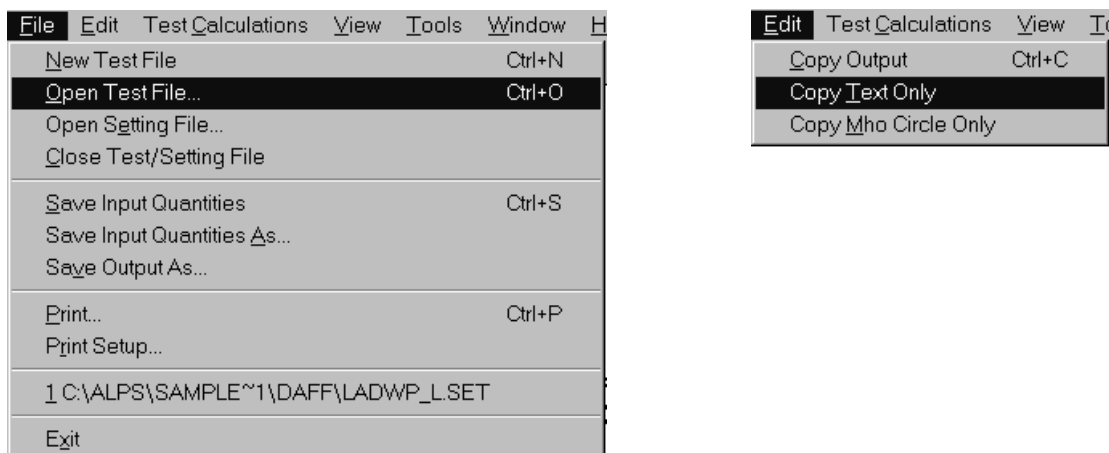 File Edit Test Calculations View Tools Window H
New Test File Ctrl+N
Open Test File... Ctrl+O
Open Setting File...
Close Test/Setting File
Save Input Quantities Ctrl+S
Save Input Quantities As...
Save Output As...
Print... Ctrl+P
Print Setup...
1 C:\ALPS\SAMPLE~1\DAFF\LADWP_L.SET
Exit
Edit Test Calculations View To
Copy Output Ctrl+C
Copy Text Only
Copy Mho Circle Only